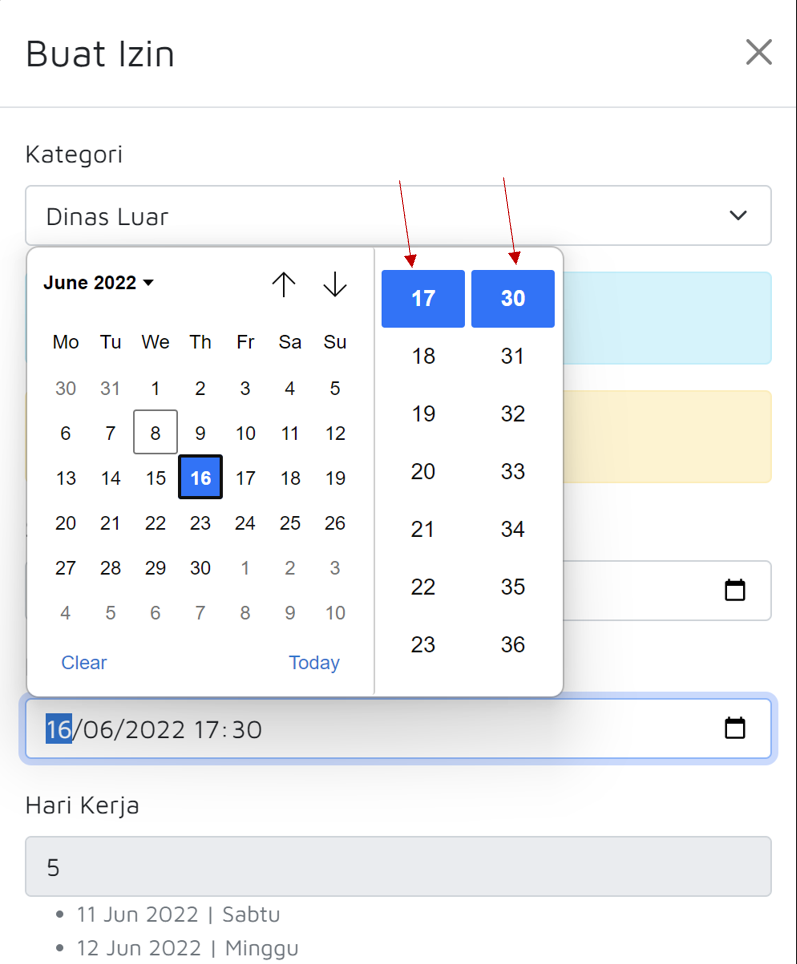 Buat Izin
Kategori
Dinas Luar
June 2022
Mo Tu We Th Fr Sa Su
30 31 1 2 3 4 5
6 7 8 9 10 11 12
13 14 15 16 17 18 19
20 21 22 23 24 25 26
27 28 29 30 1 2 3
4 5 6 7 8 9 10
Clear Today
17 30
18 31
19 32
20 33
21 34
22 35
23 36
16/06/2022 17:30
Hari Kerja
5
• 11 Jun 2022 | Sabtu
• 12 Jun 2022 | Minggu